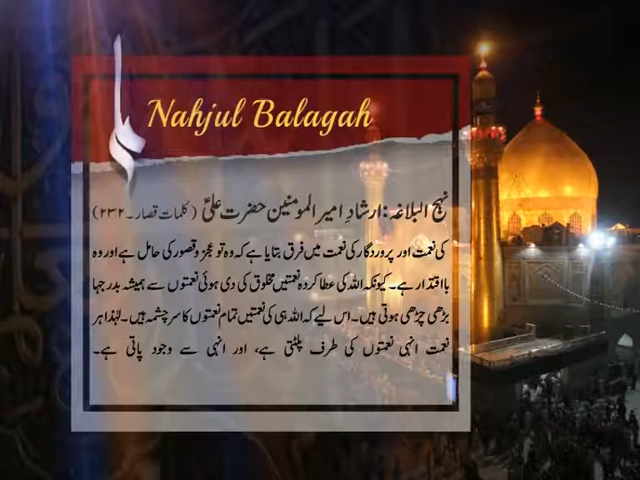 Nahjul Balagah
نہج البلاغہ: ارشادِ امیر المومنین حضرت علیؑ (کلمات قصار۔۲۳۲)
کی نعمت اور پروردگار کی نعمت میں فرق بتایا ہے کہ وہ تو عجز و قصور کی حامل ہے اور وہ
بااقتدار ہے۔ کیونکہ اللہ کی عطا کردہ نعمتیں مخلوق کی دی ہوئی نعمتوں سے ہمیشہ بدرجہا
بڑھی چڑھی ہوتی ہیں۔ اس لیے کہ اللہ ہی کی نعمتیں تمام نعمتوں کا سرچشمہ ہیں۔ لہٰذا ہر
نعمت انہی نعمتوں کی طرف پلٹتی ہے، اور انہی سے وجود پاتی ہے۔